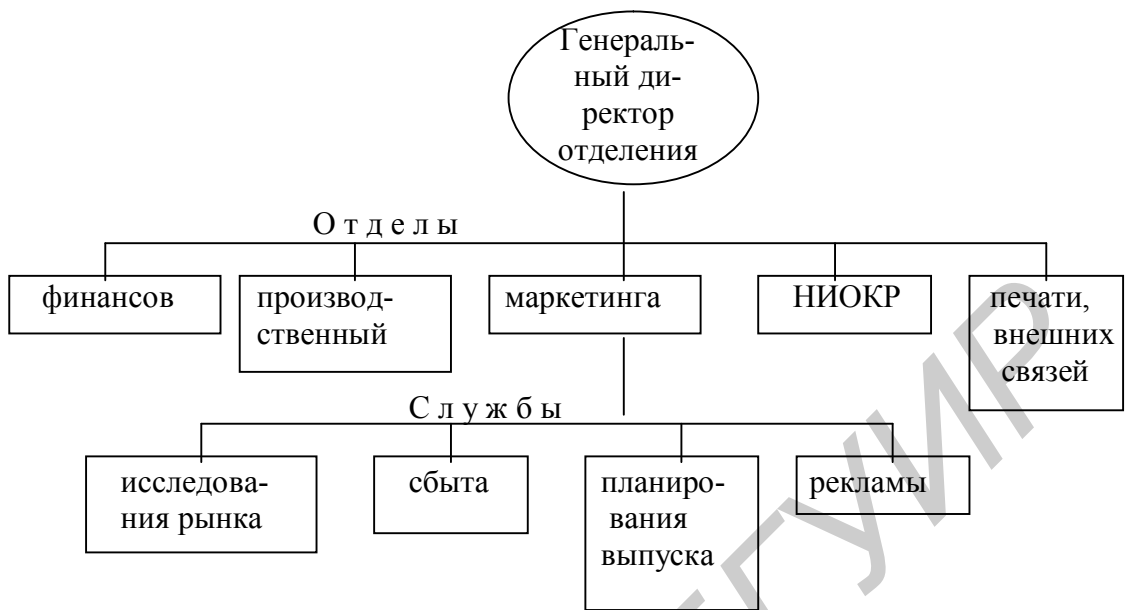 Генераль-
ный ди-
ректор
отделения
О т д е л ы
финансов
производ-
ственный
маркетинга
НИОКР
печати,
внешних
связей
С л у ж б ы
исследова-
ния рынка
сбыта
планиро-
вания
выпуска
рекламы
ГУИР